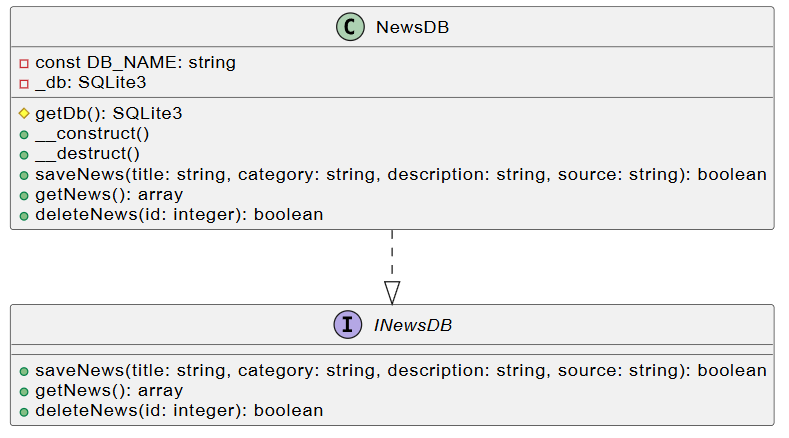 C NewsDB
const DB_NAME: string
_db: SQLite3
getDb(): SQLite3
__construct()
__destruct()
saveNews(title: string, category: string, description: string, source: string): boolean
getNews(): array
deleteNews(id: integer): boolean
I INewsDB
saveNews(title: string, category: string, description: string, source: string): boolean
getNews(): array
deleteNews(id: integer): boolean